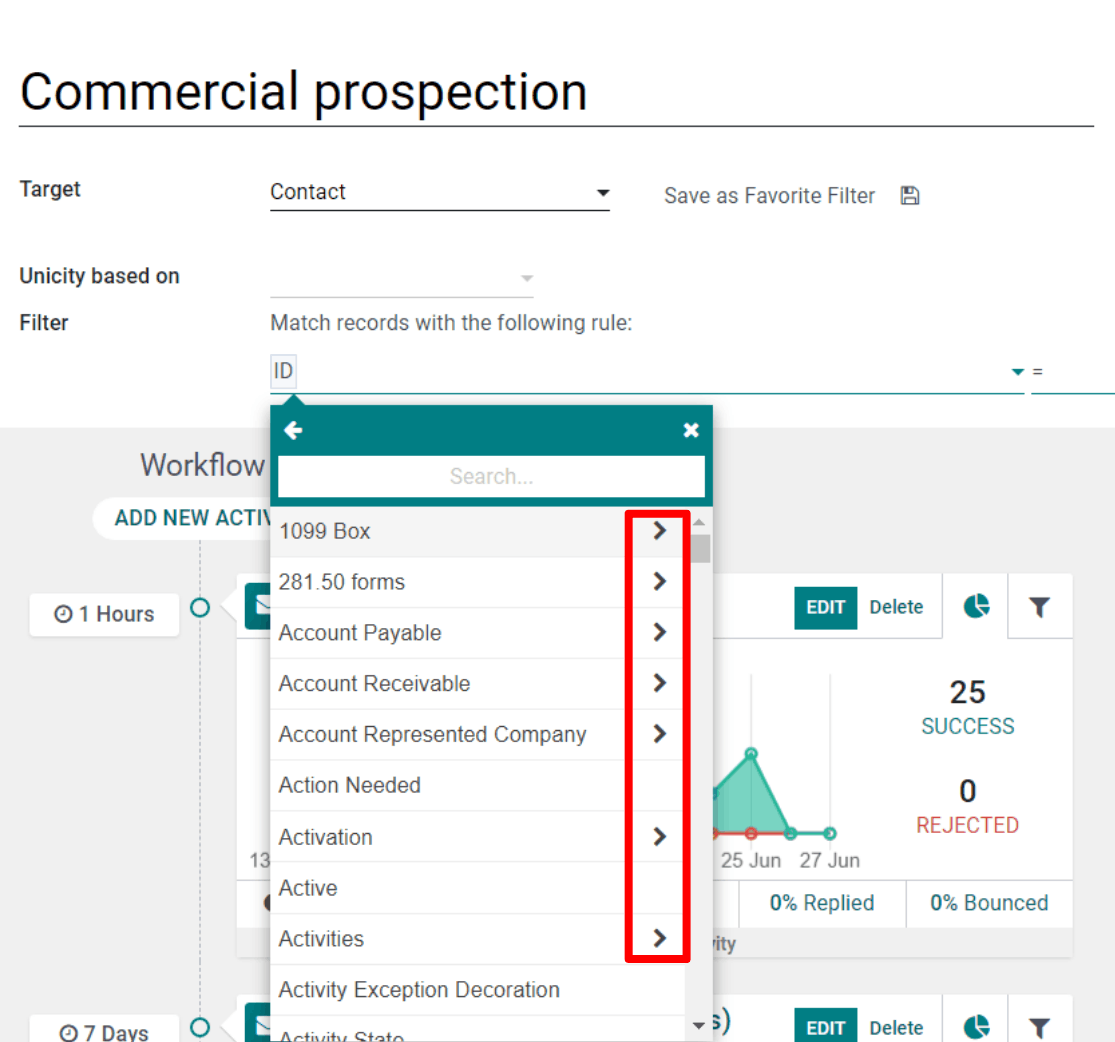 Commercial prospection
Target
Contact
Save as Favorite Filter
Unicity based on
Filter
Match records with the following rule:
ID
=
Workflow
Search...
ADD NEW ACTIV
1099 Box
281.50 forms
Account Payable
Account Receivable
Account Represented Company
Action Needed
Activation
Active
Activities
Activity Exception Decoration
Activity State
1 Hours
EDIT
Delete
25
SUCCESS
0
REJECTED
13
25 Jun
27 Jun
0% Replied
0% Bounced
vity
7 Days
s)
EDIT
Delete